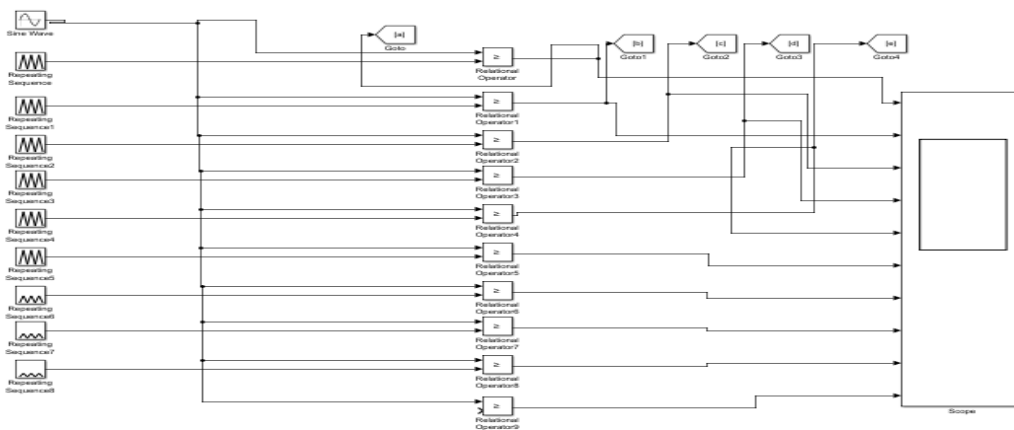 Sine Wave
[a]
Goto
[b]
Goto1
[c]
Goto2
[d]
Goto3
[e]
Goto4
Repeating
Sequence
≥
Relational
Operator
Repeating
Sequence1
≥
Relational
Operator1
Repeating
Sequence2
≥
Relational
Operator2
Repeating
Sequence3
≥
Relational
Operator3
Repeating
Sequence4
≥
Relational
Operator4
Repeating
Sequence5
≥
Relational
Operator5
Repeating
Sequence6
≥
Relational
Operator6
Repeating
Sequence7
≥
Relational
Operator7
Repeating
Sequence8
≥
Relational
Operator8
≥
Relational
Operator9
Scope